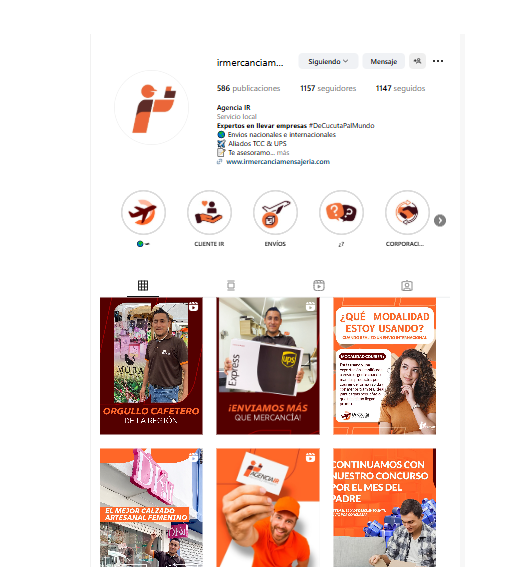 irmercanciam...
Siguiendo
Mensaje
586 publicaciones
1157 seguidores
1147 seguidos
Agencia IR
Servicio local
Expertos en llevar empresas #DeCucutaPalMundo
Envíos nacionales e internacionales
Aliados TCC & UPS
Te asesoramo... más
www.irmercanciamensajeria.com
CLIENTE IR
ENVÍOS
¿?
CORPORACI...
ORGULLO CAFETERO
DE LA REGIÓN
Express
ups
¡ENVIAMOS MÁS
QUE MERCANCÍA!
¿QUÉ MODALIDAD
ESTOY USANDO?
EL MEJOR CALZADO
ARTESANAL FEMENINO
AGENCIA IR
CONTINUAMOS CON
NUESTRO CONCURSO
POR EL MES DEL
PADRE